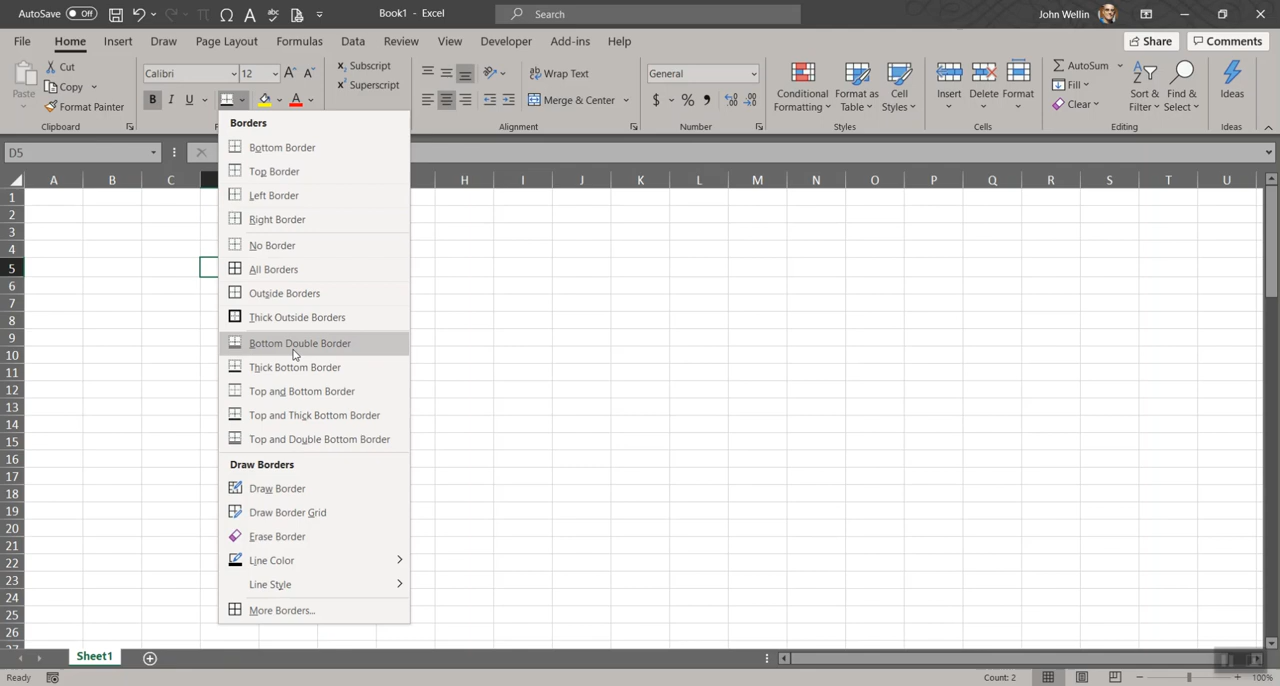 AutoSave Off Book1 - Excel Search John Wellin
File Home Insert Draw Page Layout Formulas Data Review View Developer Add-ins Help Share Comments
Paste Cut Copy Format Painter Clipboard
Calibri 12 B I U
Subscript Superscript
Wrap Text Merge & Center Alignment
General $ % Number
Conditional Formatting Format as Table Cell Styles Styles
Insert Delete Format Cells
AutoSum Fill Clear Sort & Filter Find & Select Editing
Ideas Ideas
D5
A B C H I J K L M N O P Q R S T U
1
2
3
4
5
6
7
8
9
10
11
12
13
14
15
16
17
18
19
20
21
22
23
24
25
26
Borders
Bottom Border
Top Border
Left Border
Right Border
No Border
All Borders
Outside Borders
Thick Outside Borders
Bottom Double Border
Thick Bottom Border
Top and Bottom Border
Top and Thick Bottom Border
Top and Double Bottom Border
Draw Borders
Draw Border
Draw Border Grid
Erase Border
Line Color
Line Style
More Borders...
Sheet1
Ready Count: 2 100%